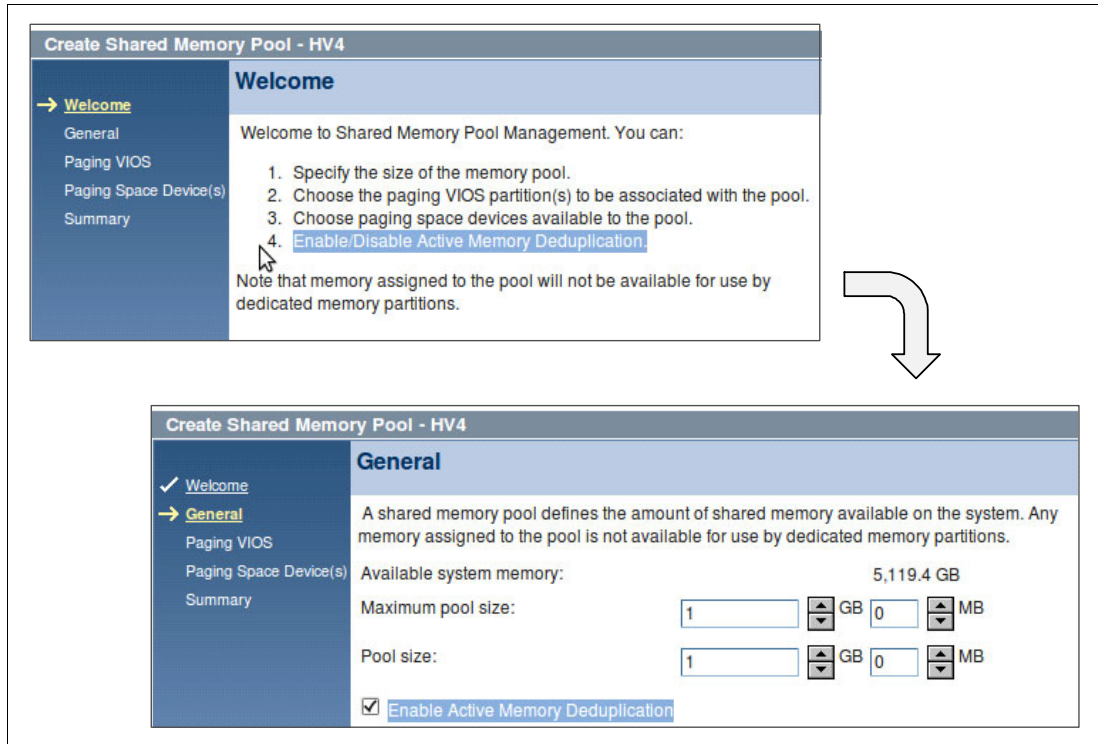 Create Shared Memory Pool - HV4
Welcome
General
Paging VIOS
Paging Space Device(s)
Summary
Welcome
Welcome to Shared Memory Pool Management. You can:
1. Specify the size of the memory pool.
2. Choose the paging VIOS partition(s) to be associated with the pool.
3. Choose paging space devices available to the pool.
4. Enable/Disable Active Memory Deduplication.
Note that memory assigned to the pool will not be available for use by
dedicated memory partitions.
Create Shared Memory Pool - HV4
Welcome
General
Paging VIOS
Paging Space Device(s)
Summary
General
A shared memory pool defines the amount of shared memory available on the system. Any
memory assigned to the pool is not available for use by dedicated memory partitions.
Available system memory: 5,119.4 GB
Maximum pool size: 1 GB 0 MB
Pool size: 1 GB 0 MB
Enable Active Memory Deduplication